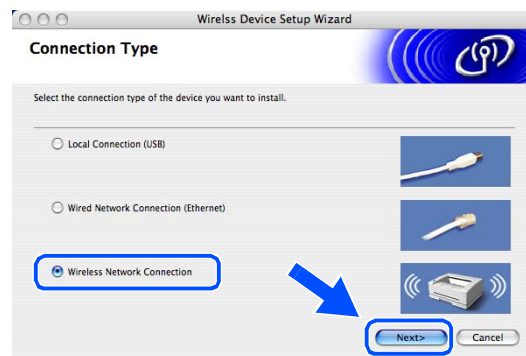 Wirelss Device Setup Wizard
Connection Type
Select the connection type of the device you want to install.
Local Connection (USB)
Wired Network Connection (Ethernet)
Wireless Network Connection
Next> Cancel